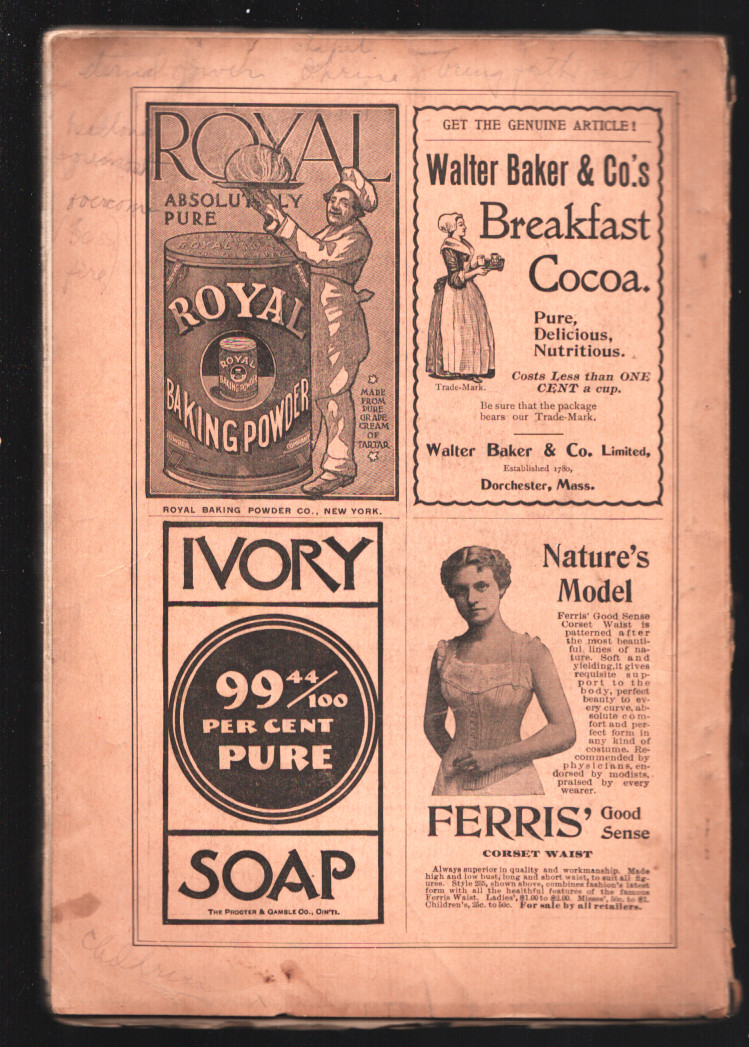 chapel
eternal power Shrine
overcome
ROYAL
ABSOLUTELY
PURE
ROYAL
BAKING POWDER
ROYAL
BAKING POWDER
MADE
FROM
PURE
GRAPE
CREAM
OF
TARTAR
ROYAL BAKING POWDER CO., NEW YORK.
GET THE GENUINE ARTICLE!
Walter Baker & Co.'s
Breakfast
Cocoa.
Pure,
Delicious,
Nutritious.
Costs Less than ONE
CENT a cup.
Trade-Mark.
Be sure that the package
bears our Trade-Mark.
Walter Baker & Co. Limited,
Established 1780,
Dorchester, Mass.
IVORY
99 44/100
PER CENT
PURE
SOAP
THE PROCTER & GAMBLE CO., CIN'TI.
Nature's
Model
Ferris' Good Sense
Corset Waist is
patterned after
the most beauti-
ful lines of na-
ture. Soft and
yielding, it gives
requisite sup-
port to the
body, perfect
beauty to ev-
ery curve, ab-
solute com-
fort and per-
fect form in
any kind of
costume. Re-
commended by
physicians, en-
dorsed by modists,
praised by every
wearer.
FERRIS' Good
Sense
CORSET WAIST
Always superior in quality and workmanship. Made
high and low bust, long and short waist, to suit all fig-
ures. Style 255, shown above, combines fashion's latest
form with all the healthful features of the famous
Ferris Waist. Ladies', $1.00 to $2.00. Misses', 50c. to $1.
Children's, 25c. to 50c. For sale by all retailers.
Children